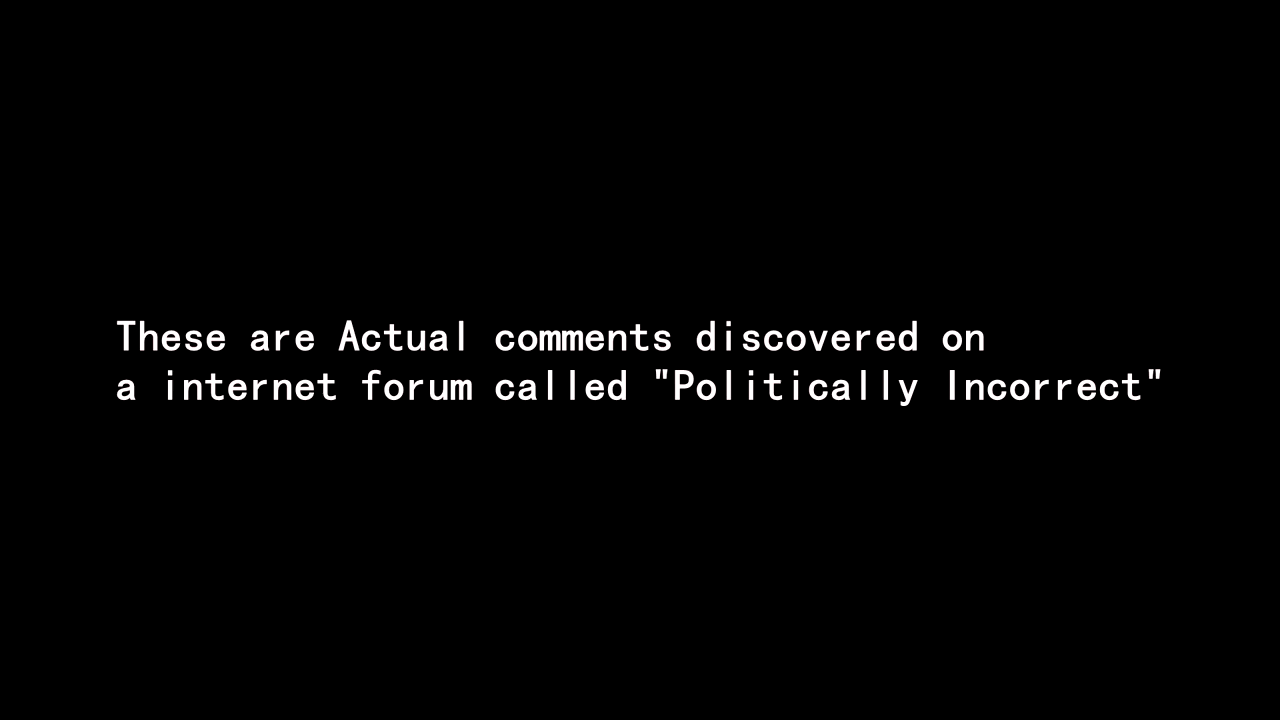 These are Actual comments discovered on
a internet forum called "Politically Incorrect"